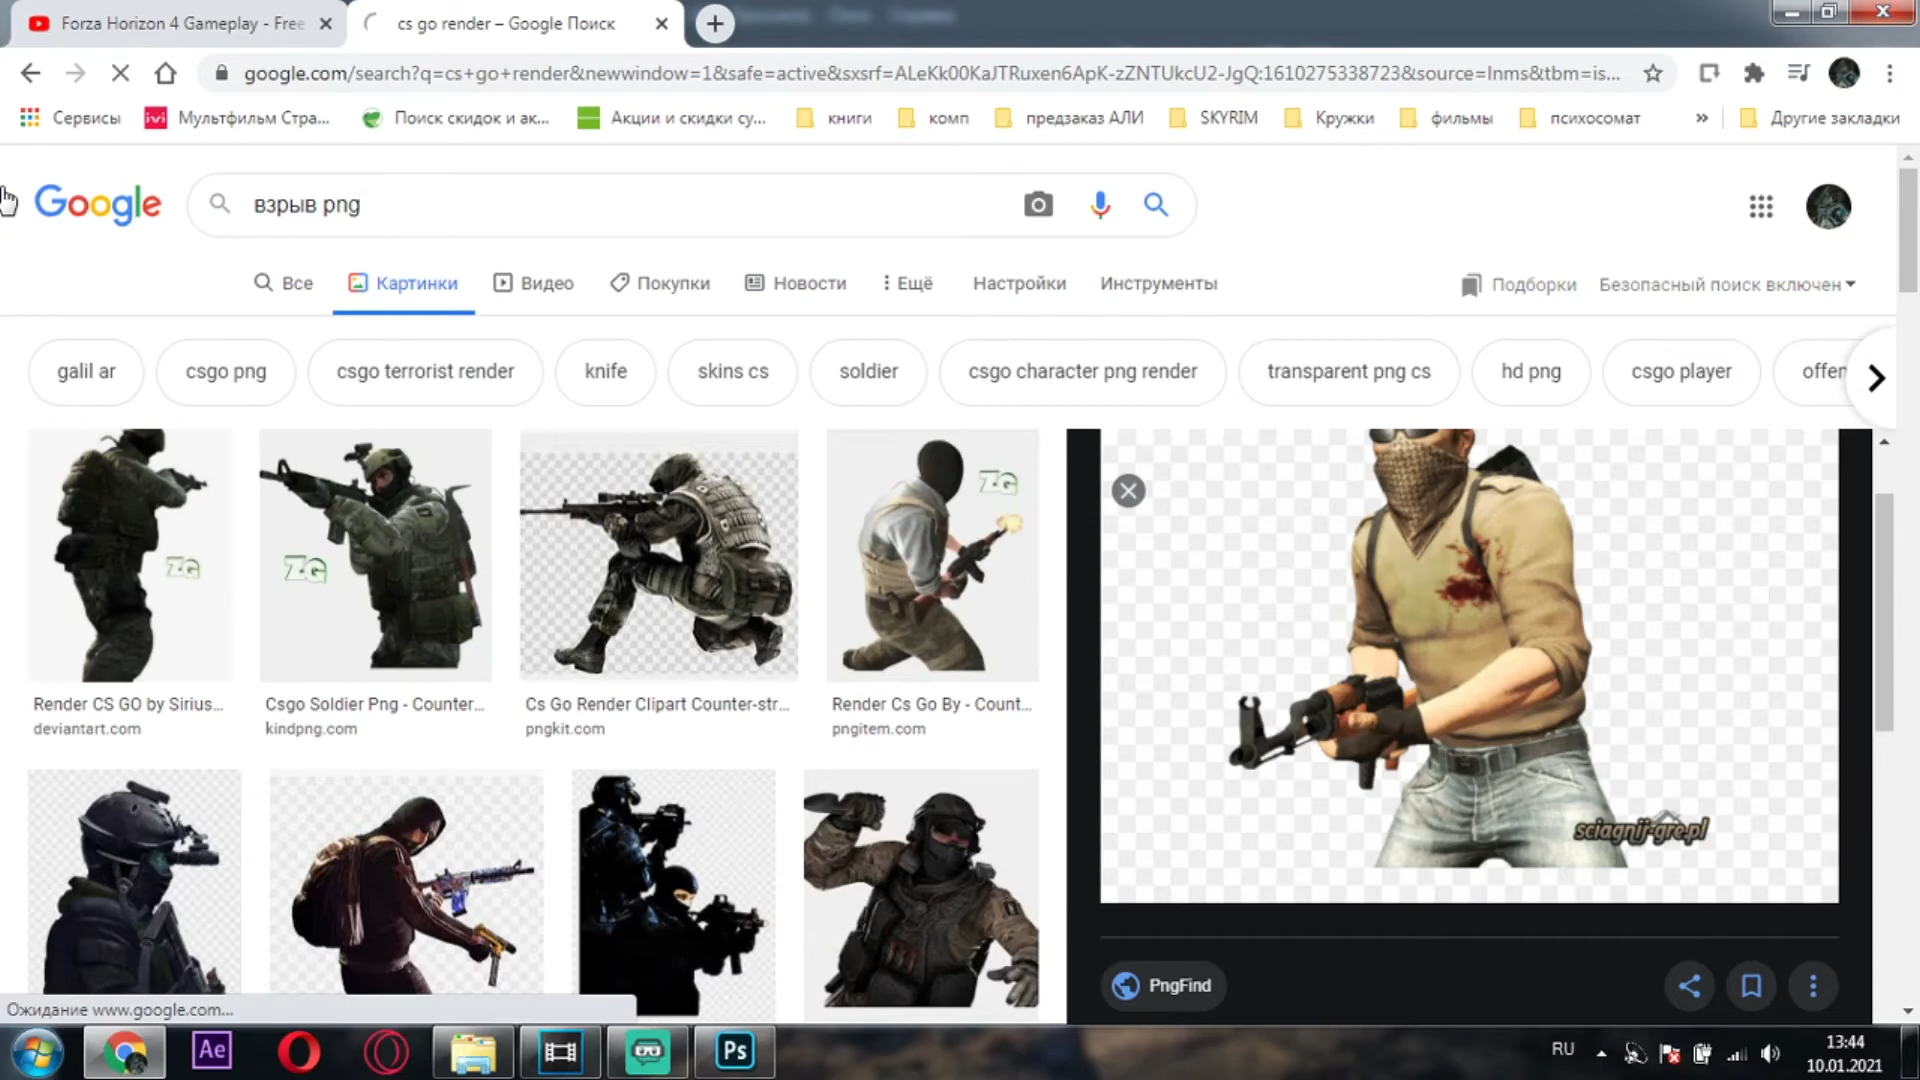 Forza Horizon 4 Gameplay - Free
cs go render – Google Поиск
google.com/search?q=cs+go+render&newwindow=1&safe=active&sxsrf=ALeKk00KaJTRuxen6ApK-zZNTUkcU2-JgQ:1610275338723&source=lnms&tbm=is...
Сервисы
ivi
Мультфильм Стра...
Поиск скидок и ак...
Акции и скидки су...
книги
комп
предзаказ АЛИ
SKYRIM
Кружки
фильмы
психосомат
»
Другие закладки
Google
взрыв png
Все
Картинки
Видео
Покупки
Новости
Ещё
Настройки
Инструменты
Подборки
Безопасный поиск включен
galil ar
csgo png
csgo terrorist render
knife
skins cs
soldier
csgo character png render
transparent png cs
hd png
csgo player
offen
ZG
ZG
ZG
Render CS GO by Sirius...
deviantart.com
Csgo Soldier Png - Counter...
kindpng.com
Cs Go Render Clipart Counter-str...
pngkit.com
Render Cs Go By - Count...
pngitem.com
sciagnij-gre.pl
PngFind
Ожидание www.google.com...
Ae
Ps
RU
13:44
10.01.2021